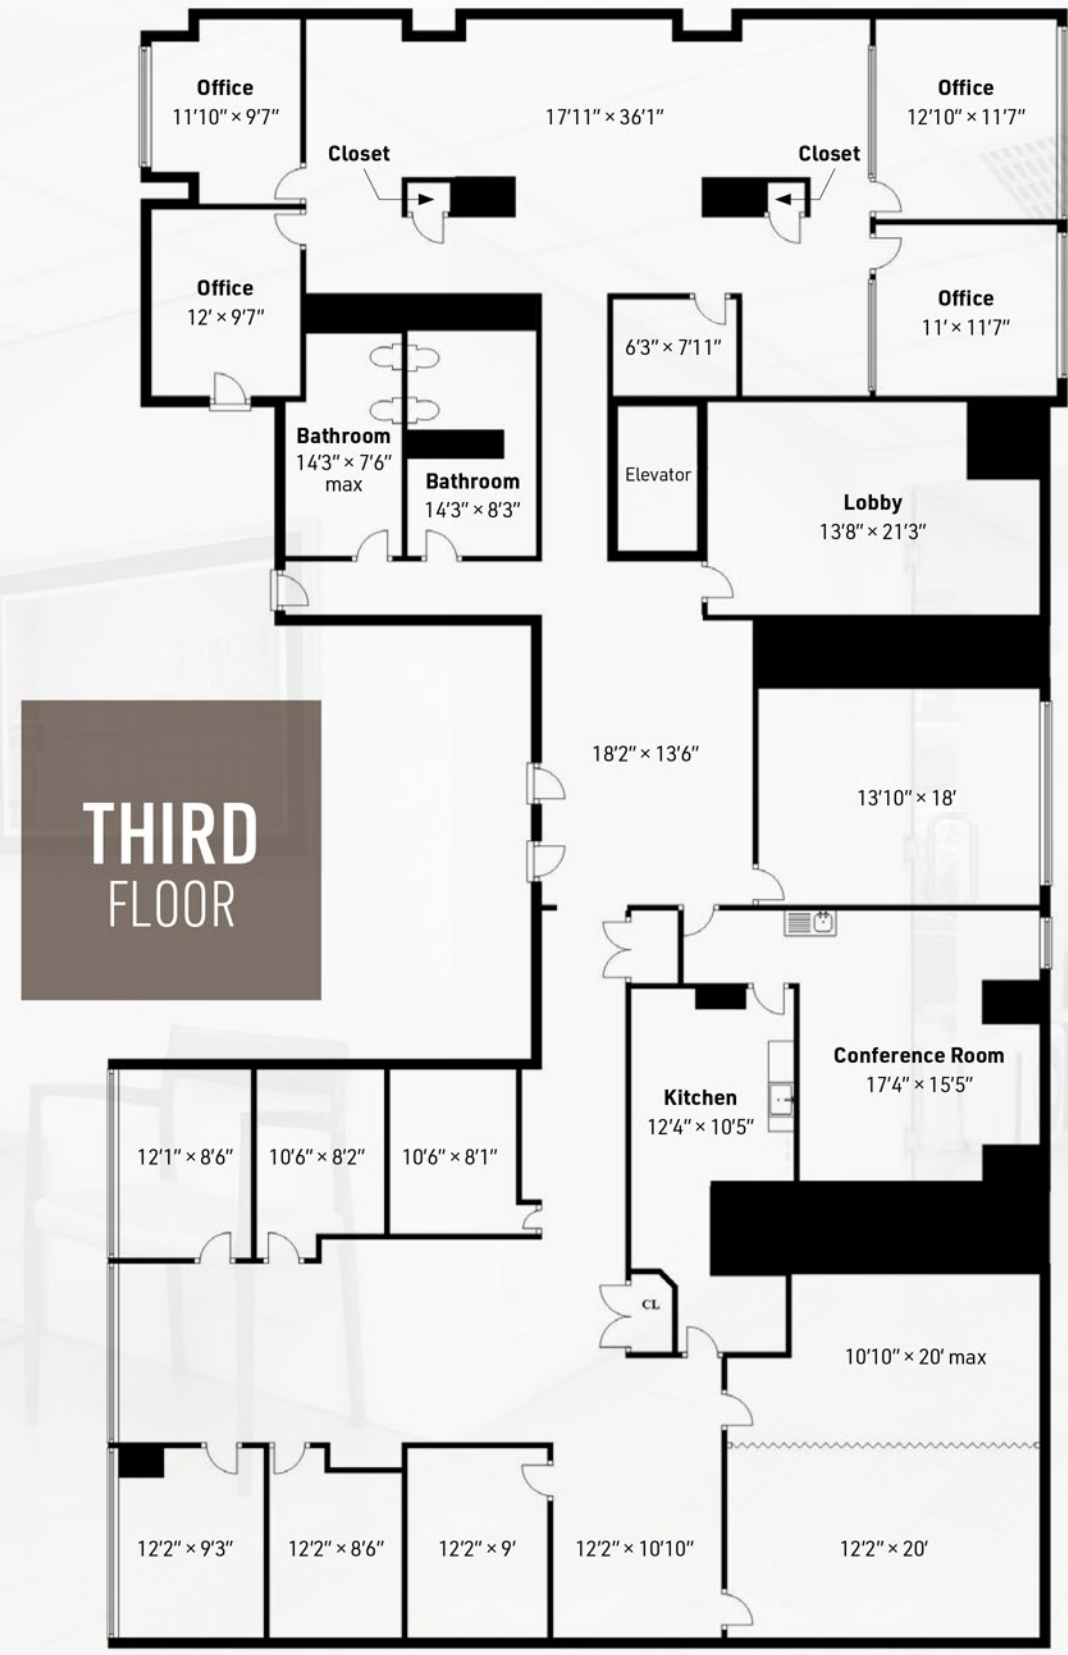 Office
11'10" × 9'7"
17'11" × 36'1"
Office
12'10" × 11'7"
Closet
Closet
Office
12' × 9'7"
Office
11' × 11'7"
6'3" × 7'11"
Bathroom
14'3" × 7'6"
max
Bathroom
14'3" × 8'3"
Elevator
Lobby
13'8" × 21'3"
THIRD
FLOOR
18'2" × 13'6"
13'10" × 18'
Conference Room
17'4" × 15'5"
Kitchen
12'4" × 10'5"
12'1" × 8'6"
10'6" × 8'2"
10'6" × 8'1"
CL
10'10" × 20' max
12'2" × 9'3"
12'2" × 8'6"
12'2" × 9'
12'2" × 10'10"
12'2" × 20'